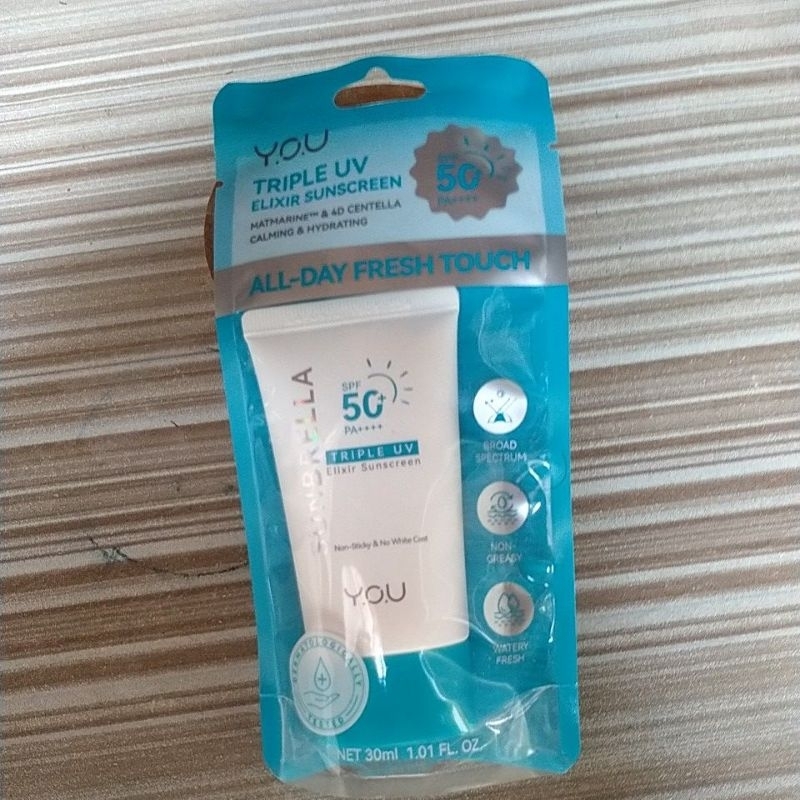 Y.O.U
TRIPLE UV
ELIXIR SUNSCREEN
MATMARINE™ & 4D CENTELLA
CALMING & HYDRATING
SPF
50+
PA++++
ALL-DAY FRESH TOUCH
SUNBRELLA
SPF
50+
PA++++
TRIPLE UV
Elixir Sunscreen
Non-Sticky & No White Cast
Y.O.U
BROAD
SPECTRUM
NON-
GREASY
WATERY
FRESH
DERMATOLOGICALLY
TESTED
NET 30ml 1.01 FL. OZ.